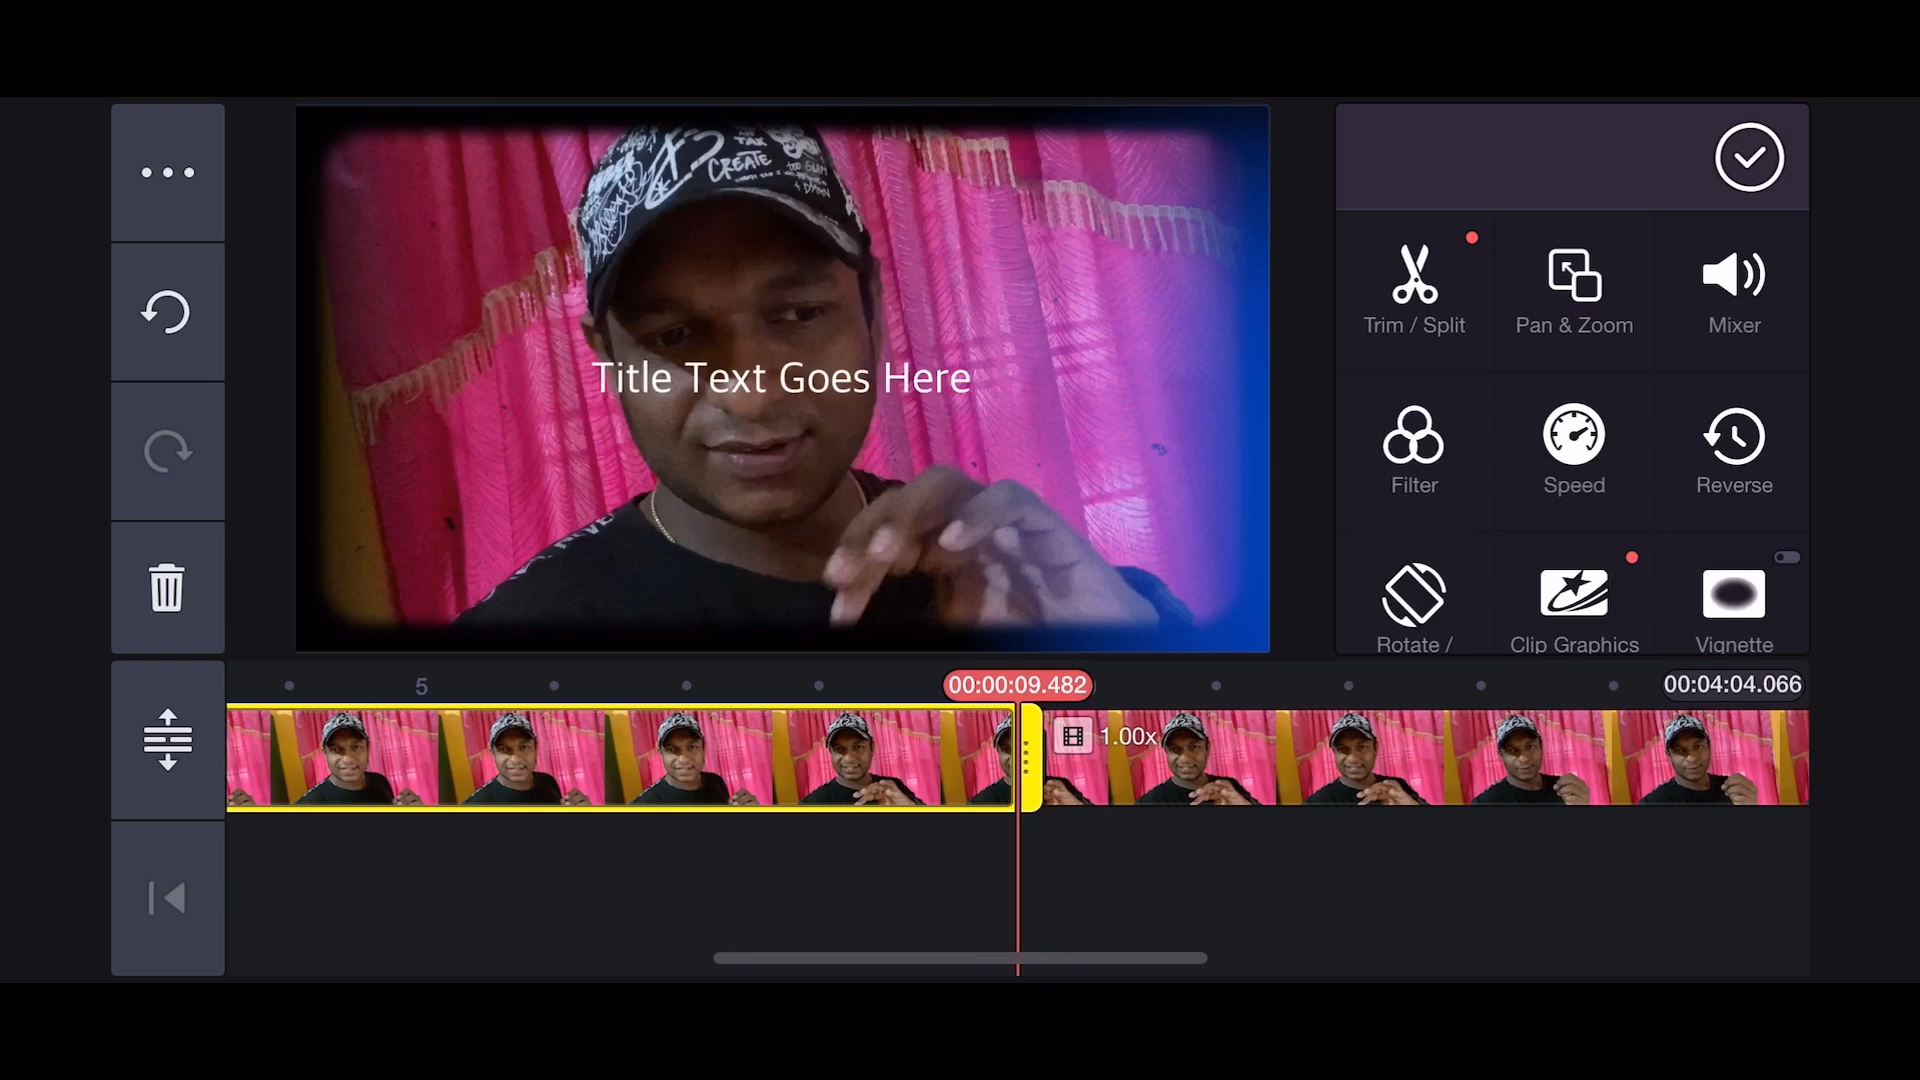 CREATE
Title Text Goes Here
Trim / Split
Pan & Zoom
Mixer
Filter
Speed
Reverse
Rotate /
Clip Graphics
Vignette
5
00:00:09.482
00:04:04.066
1.00x